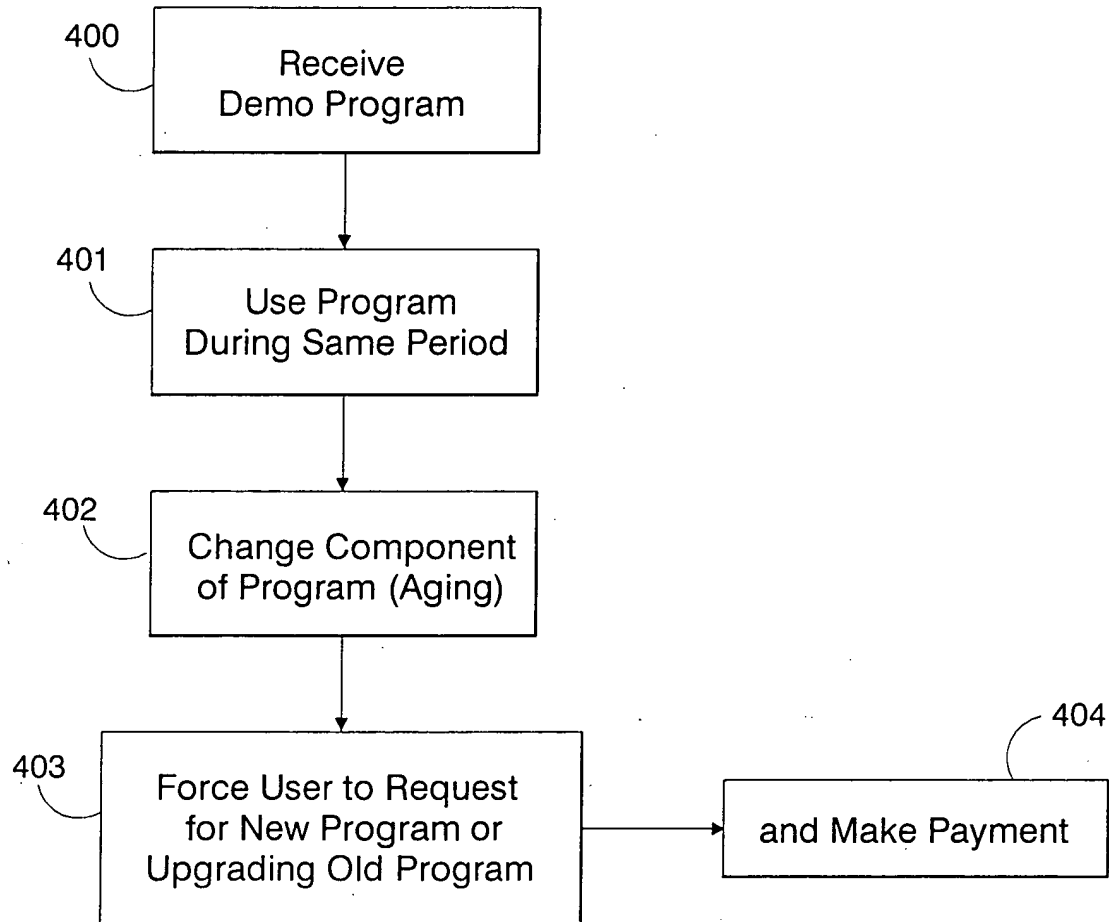 400
Receive
Demo Program
401
Use Program
During Same Period
402
Change Component
of Program (Aging)
403
Force User to Request
for New Program or
Upgrading Old Program
404
and Make Payment